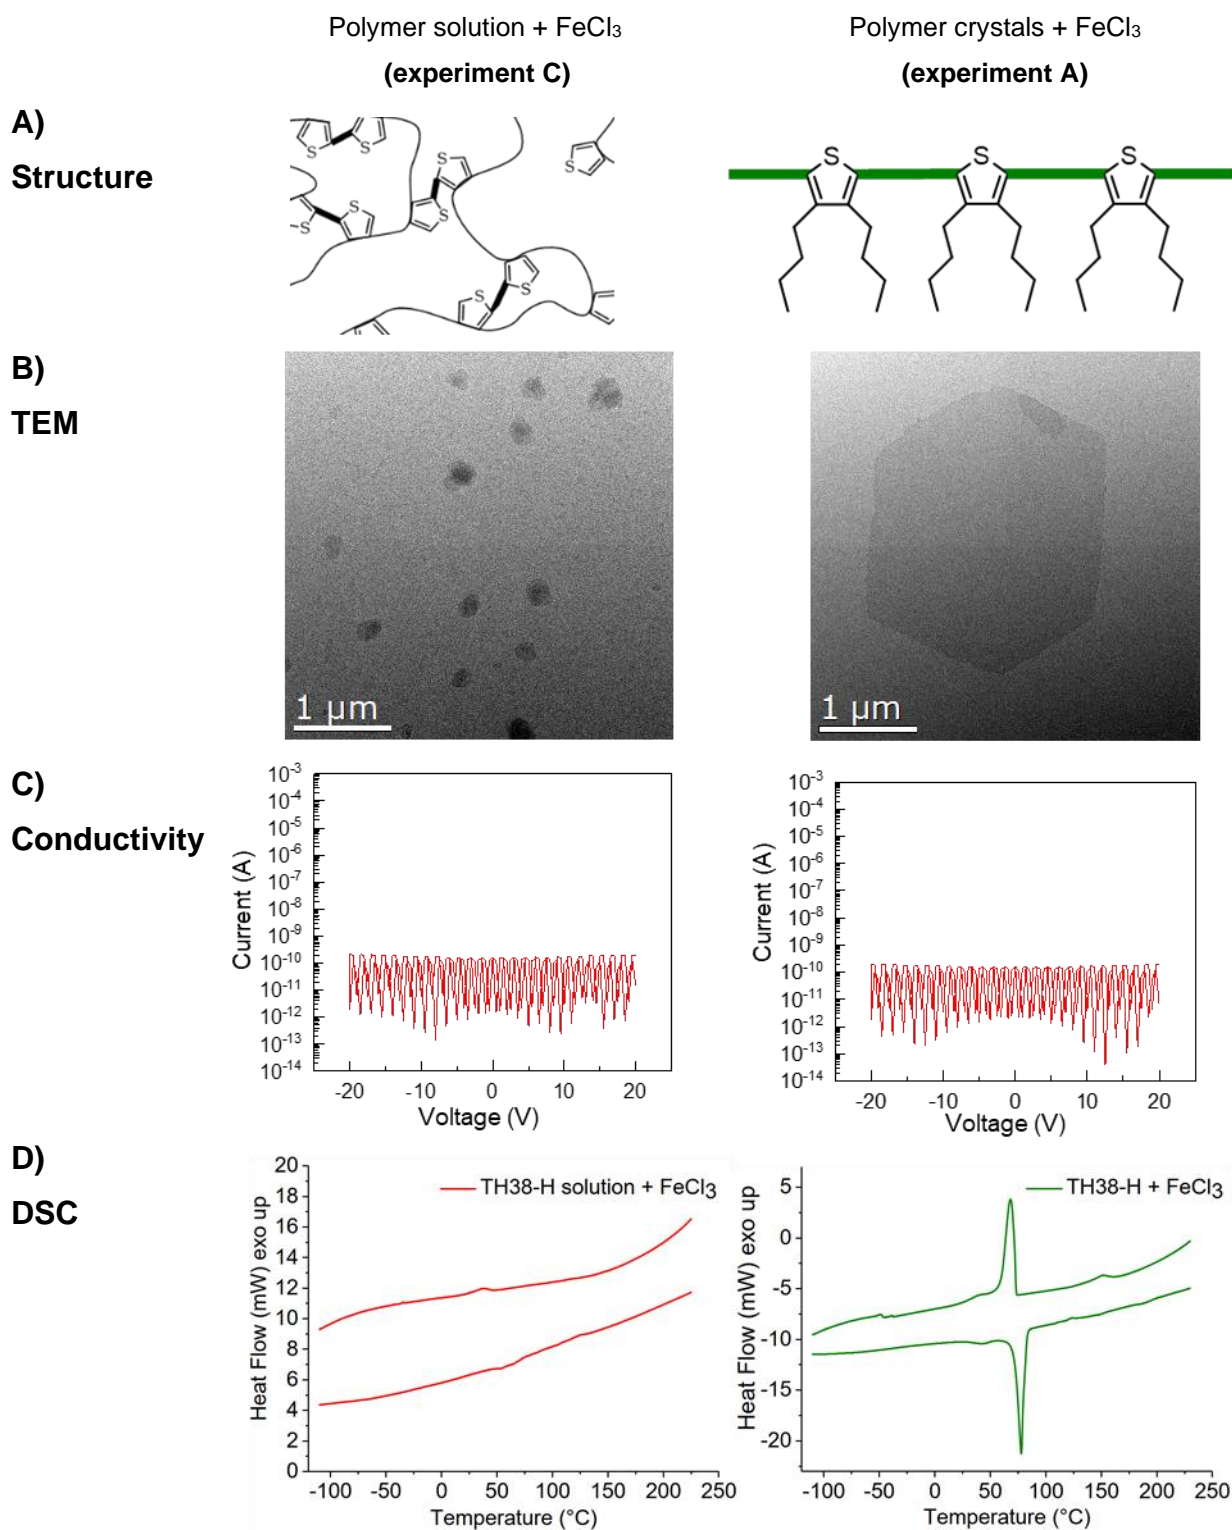 Polymer solution + FeCl₃
(experiment C)
Polymer crystals + FeCl₃
(experiment A)
A)
Structure
S
S
S
S
S
S
S
S
S
S
S
B)
TEM
1 µm
1 µm
C)
Conductivity
Current (A)
10⁻³
10⁻⁴
10⁻⁵
10⁻⁶
10⁻⁷
10⁻⁸
10⁻⁹
10⁻¹⁰
10⁻¹¹
10⁻¹²
10⁻¹³
10⁻¹⁴
-20 -10 0 10 20
Voltage (V)
Current (A)
10⁻³
10⁻⁴
10⁻⁵
10⁻⁶
10⁻⁷
10⁻⁸
10⁻⁹
10⁻¹⁰
10⁻¹¹
10⁻¹²
10⁻¹³
10⁻¹⁴
-20 -10 0 10 20
Voltage (V)
D)
DSC
Heat Flow (mW) exo up
20
18
16
14
12
10
8
6
4
2
0
TH38-H solution + FeCl₃
-100 -50 0 50 100 150 200 250
Temperature (°C)
Heat Flow (mW) exo up
5
0
-5
-10
-15
-20
TH38-H + FeCl₃
-100 -50 0 50 100 150 200 250
Temperature (°C)